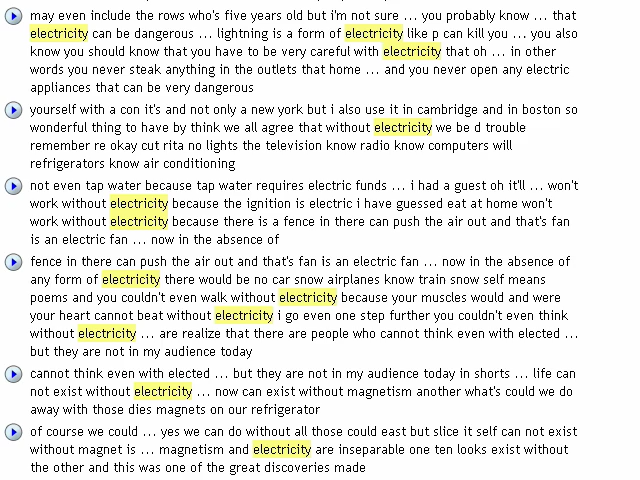 may even include the rows who's five years old but i'm not sure ... you probably know ... that
electricity can be dangerous ... lightning is a form of electricity like p can kill you ... you also
know you should know that you have to be very careful with electricity that oh ... in other
words you never steak anything in the outlets that home ... and you never open any electric
appliances that can be very dangerous
yourself with a con it's and not only a new york but i also use it in cambridge and in boston so
wonderful thing to have by think we all agree that without electricity we be d trouble
remember re okay cut rita no lights the television know radio know computers will
refrigerators know air conditioning
not even tap water because tap water requires electric funds ... i had a guest oh it'll ... won't
work without electricity because the ignition is electric i have guessed eat at home won't
work without electricity because there is a fence in there can push the air out and that's fan
is an electric fan ... now in the absence of
fence in there can push the air out and that's fan is an electric fan ... now in the absence of
any form of electricity there would be no car snow airplanes know train snow self means
poems and you couldn't even walk without electricity because your muscles would and were
your heart cannot beat without electricity i go even one step further you couldn't even think
without electricity ... are realize that there are people who cannot think even with elected ...
but they are not in my audience today
cannot think even with elected ... but they are not in my audience today in shorts ... life can
not exist without electricity ... now can exist without magnetism another what's could we do
away with those dies magnets on our refrigerator
of course we could ... yes we can do without all those could east but slice it self can not exist
without magnet is ... magnetism and electricity are inseparable one ten looks exist without
the other and this was one of the great discoveries made